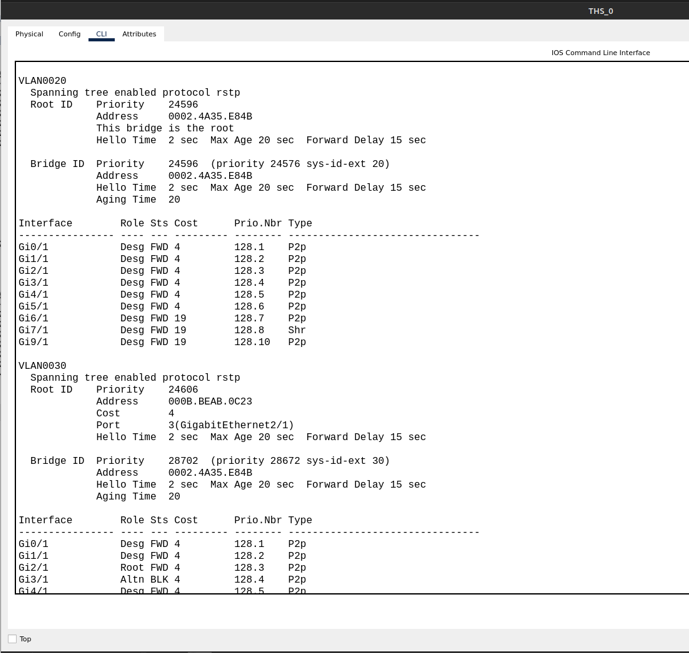 THS_0
Physical Config CLI Attributes
IOS Command Line Interface
VLAN0020
  Spanning tree enabled protocol rstp
  Root ID    Priority    24596
             Address     0002.4A35.E84B
             This bridge is the root
             Hello Time  2 sec  Max Age 20 sec  Forward Delay 15 sec

  Bridge ID  Priority    24596  (priority 24576 sys-id-ext 20)
             Address     0002.4A35.E84B
             Hello Time  2 sec  Max Age 20 sec  Forward Delay 15 sec
             Aging Time  20

Interface        Role Sts Cost      Prio.Nbr Type
---------------- ---- --- --------- -------- --------------------------------
Gi0/1            Desg FWD 4         128.1    P2p
Gi1/1            Desg FWD 4         128.2    P2p
Gi2/1            Desg FWD 4         128.3    P2p
Gi3/1            Desg FWD 4         128.4    P2p
Gi4/1            Desg FWD 4         128.5    P2p
Gi5/1            Desg FWD 4         128.6    P2p
Gi6/1            Desg FWD 19        128.7    P2p
Gi7/1            Desg FWD 19        128.8    Shr
Gi9/1            Desg FWD 19        128.10   P2p

VLAN0030
  Spanning tree enabled protocol rstp
  Root ID    Priority    24606
             Address     000B.BEAB.0C23
             Cost        4
             Port        3(GigabitEthernet2/1)
             Hello Time  2 sec  Max Age 20 sec  Forward Delay 15 sec

  Bridge ID  Priority    28702  (priority 28672 sys-id-ext 30)
             Address     0002.4A35.E84B
             Hello Time  2 sec  Max Age 20 sec  Forward Delay 15 sec
             Aging Time  20

Interface        Role Sts Cost      Prio.Nbr Type
---------------- ---- --- --------- -------- --------------------------------
Gi0/1            Desg FWD 4         128.1    P2p
Gi1/1            Desg FWD 4         128.2    P2p
Gi2/1            Root FWD 4         128.3    P2p
Gi3/1            Altn BLK 4         128.4    P2p
Gi4/1            Desg FWD 4         128.5    P2p
Top